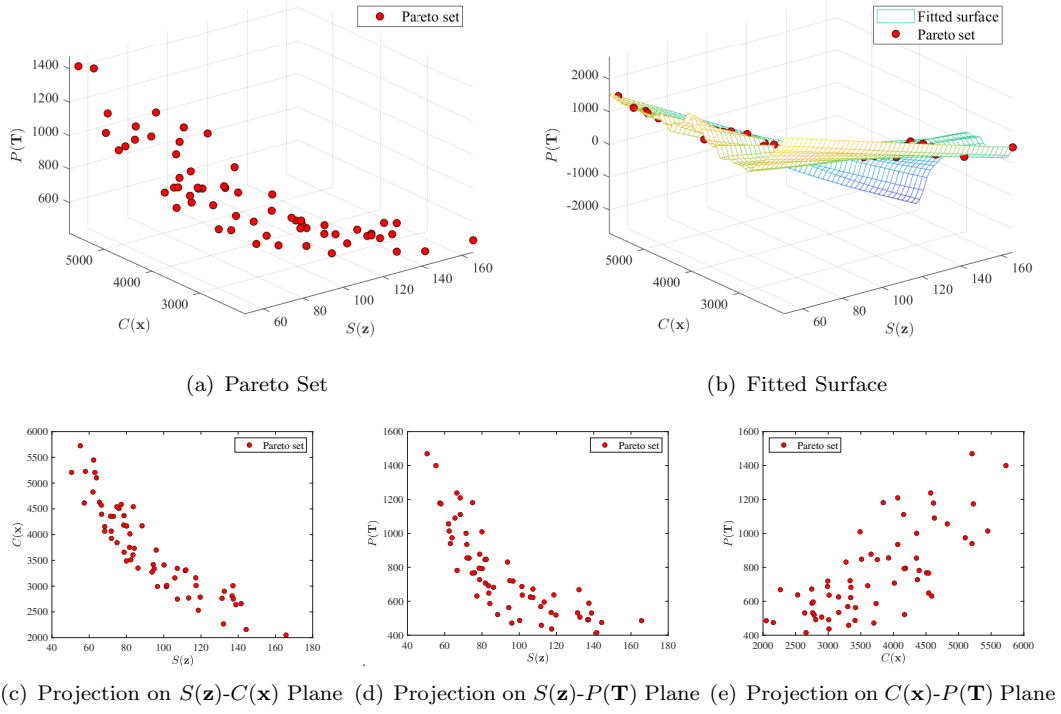 Pareto set
1400
1200
1000
800
600
P(T)
5000
4000
3000
C(x)
60
80
100
120
140
160
S(z)
(a) Pareto Set
Fitted surface
Pareto set
2000
1000
0
-1000
-2000
P(T)
5000
4000
3000
C(x)
60
80
100
120
140
160
S(z)
(b) Fitted Surface
Pareto set
6000
5500
5000
4500
4000
3500
3000
2500
2000
C(x)
40 60 80 100 120 140 160 180
S(z)
(c) Projection on S(z)-C(x) Plane
Pareto set
1600
1400
1200
1000
800
600
400
P(T)
40 60 80 100 120 140 160 180
S(z)
(d) Projection on S(z)-P(T) Plane
Pareto set
1600
1400
1200
1000
800
600
400
P(T)
2000 2500 3000 3500 4000 4500 5000 5500 6000
C(x)
(e) Projection on C(x)-P(T) Plane